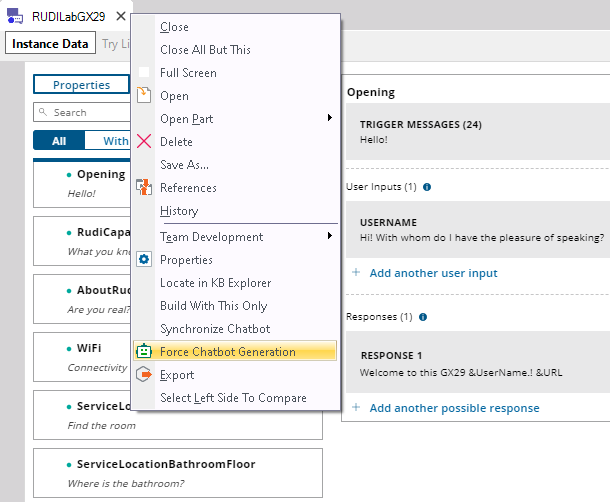 RUDILabGX29
Instance Data
Try Li
Properties
Search
All
With
Opening
Hello!
RudiCapa
What you kno
AboutRud
Are you real?
WiFi
Connectivity
ServiceLo
Find the room
ServiceLocationBathroomFloor
Where is the bathroom?
Close
Close All But This
Full Screen
Open
Open Part
Delete
Save As...
References
History
Team Development
Properties
Locate in KB Explorer
Build With This Only
Synchronize Chatbot
Force Chatbot Generation
Export
Select Left Side To Compare
Opening
TRIGGER MESSAGES (24)
Hello!
User Inputs (1)
USERNAME
Hi! With whom do I have the pleasure of speaking?
+ Add another user input
Responses (1)
RESPONSE 1
Welcome to this GX29 &UserName.! &URL
+ Add another possible response